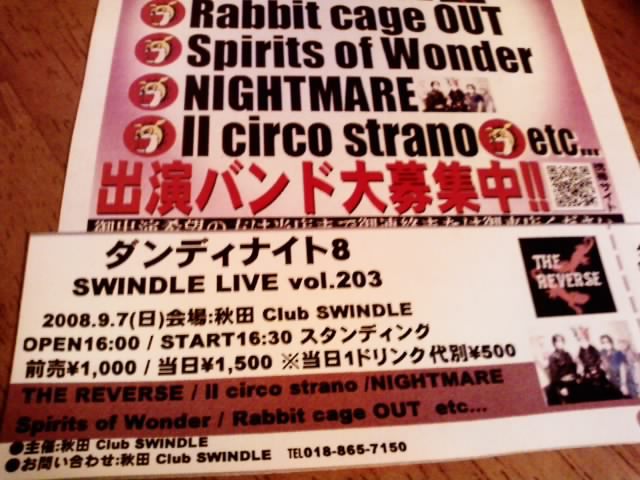 Rabbit cage OUT
Spirits of Wonder
NIGHTMARE
Il circo strano etc...
出演バンド大募集中!!
携帯サイト
ダンディナイト8
SWINDLE LIVE vol.203
THE REVERSE
2008.9.7(日)会場:秋田 Club SWINDLE
OPEN16:00 / START16:30 スタンディング
前売¥1,000 / 当日¥1,500 ※当日1ドリンク代別¥500
THE REVERSE / Il circo strano /NIGHTMARE
Spirits of Wonder / Rabbit cage OUT etc...
●主催:秋田 Club SWINDLE
●お問い合わせ:秋田 Club SWINDLE TEL018-865-7150